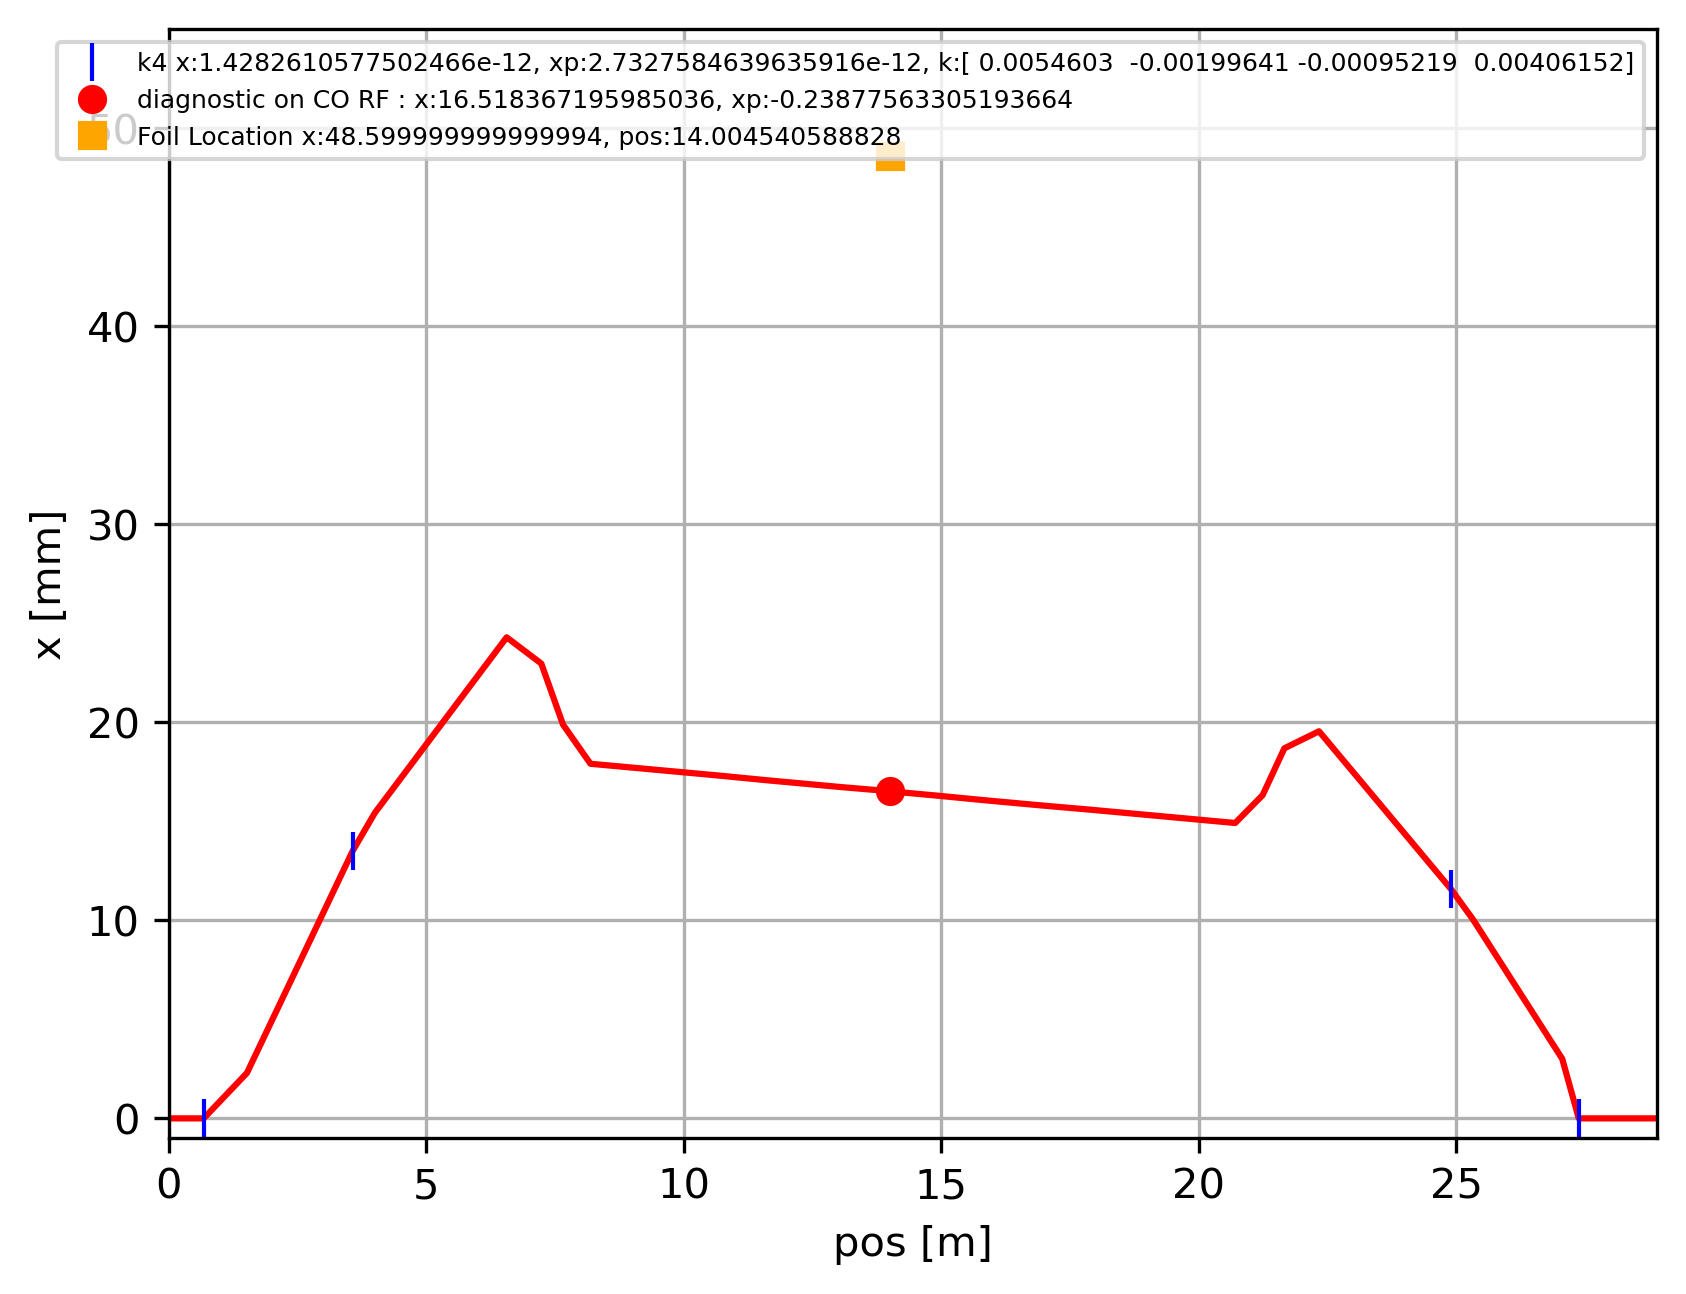 k4 x:1.4282610577502466e-12, xp:2.7327584639635916e-12, k:[ 0.0054603 -0.00199641 -0.00095219 0.00406152]
diagnostic on CO RF : x:16.518367195985036, xp:-0.23877563305193664
Foil Location x:48.599999999999994, pos:14.004540588828
50
40
30
20
10
0
x [mm]
0 5 10 15 20 25
pos [m]